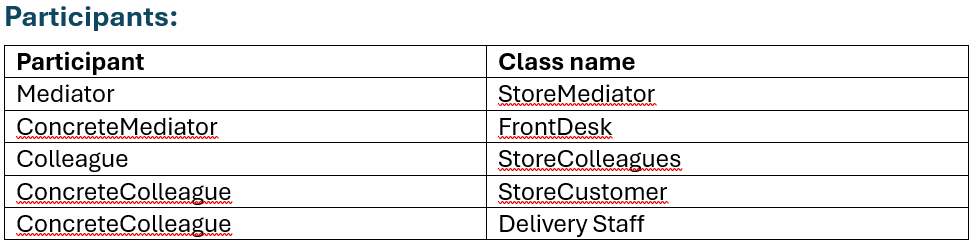 Participants:
Participant Class name
Mediator StoreMediator
ConcreteMediator FrontDesk
Colleague StoreColleagues
ConcreteColleague StoreCustomer
ConcreteColleague Delivery Staff